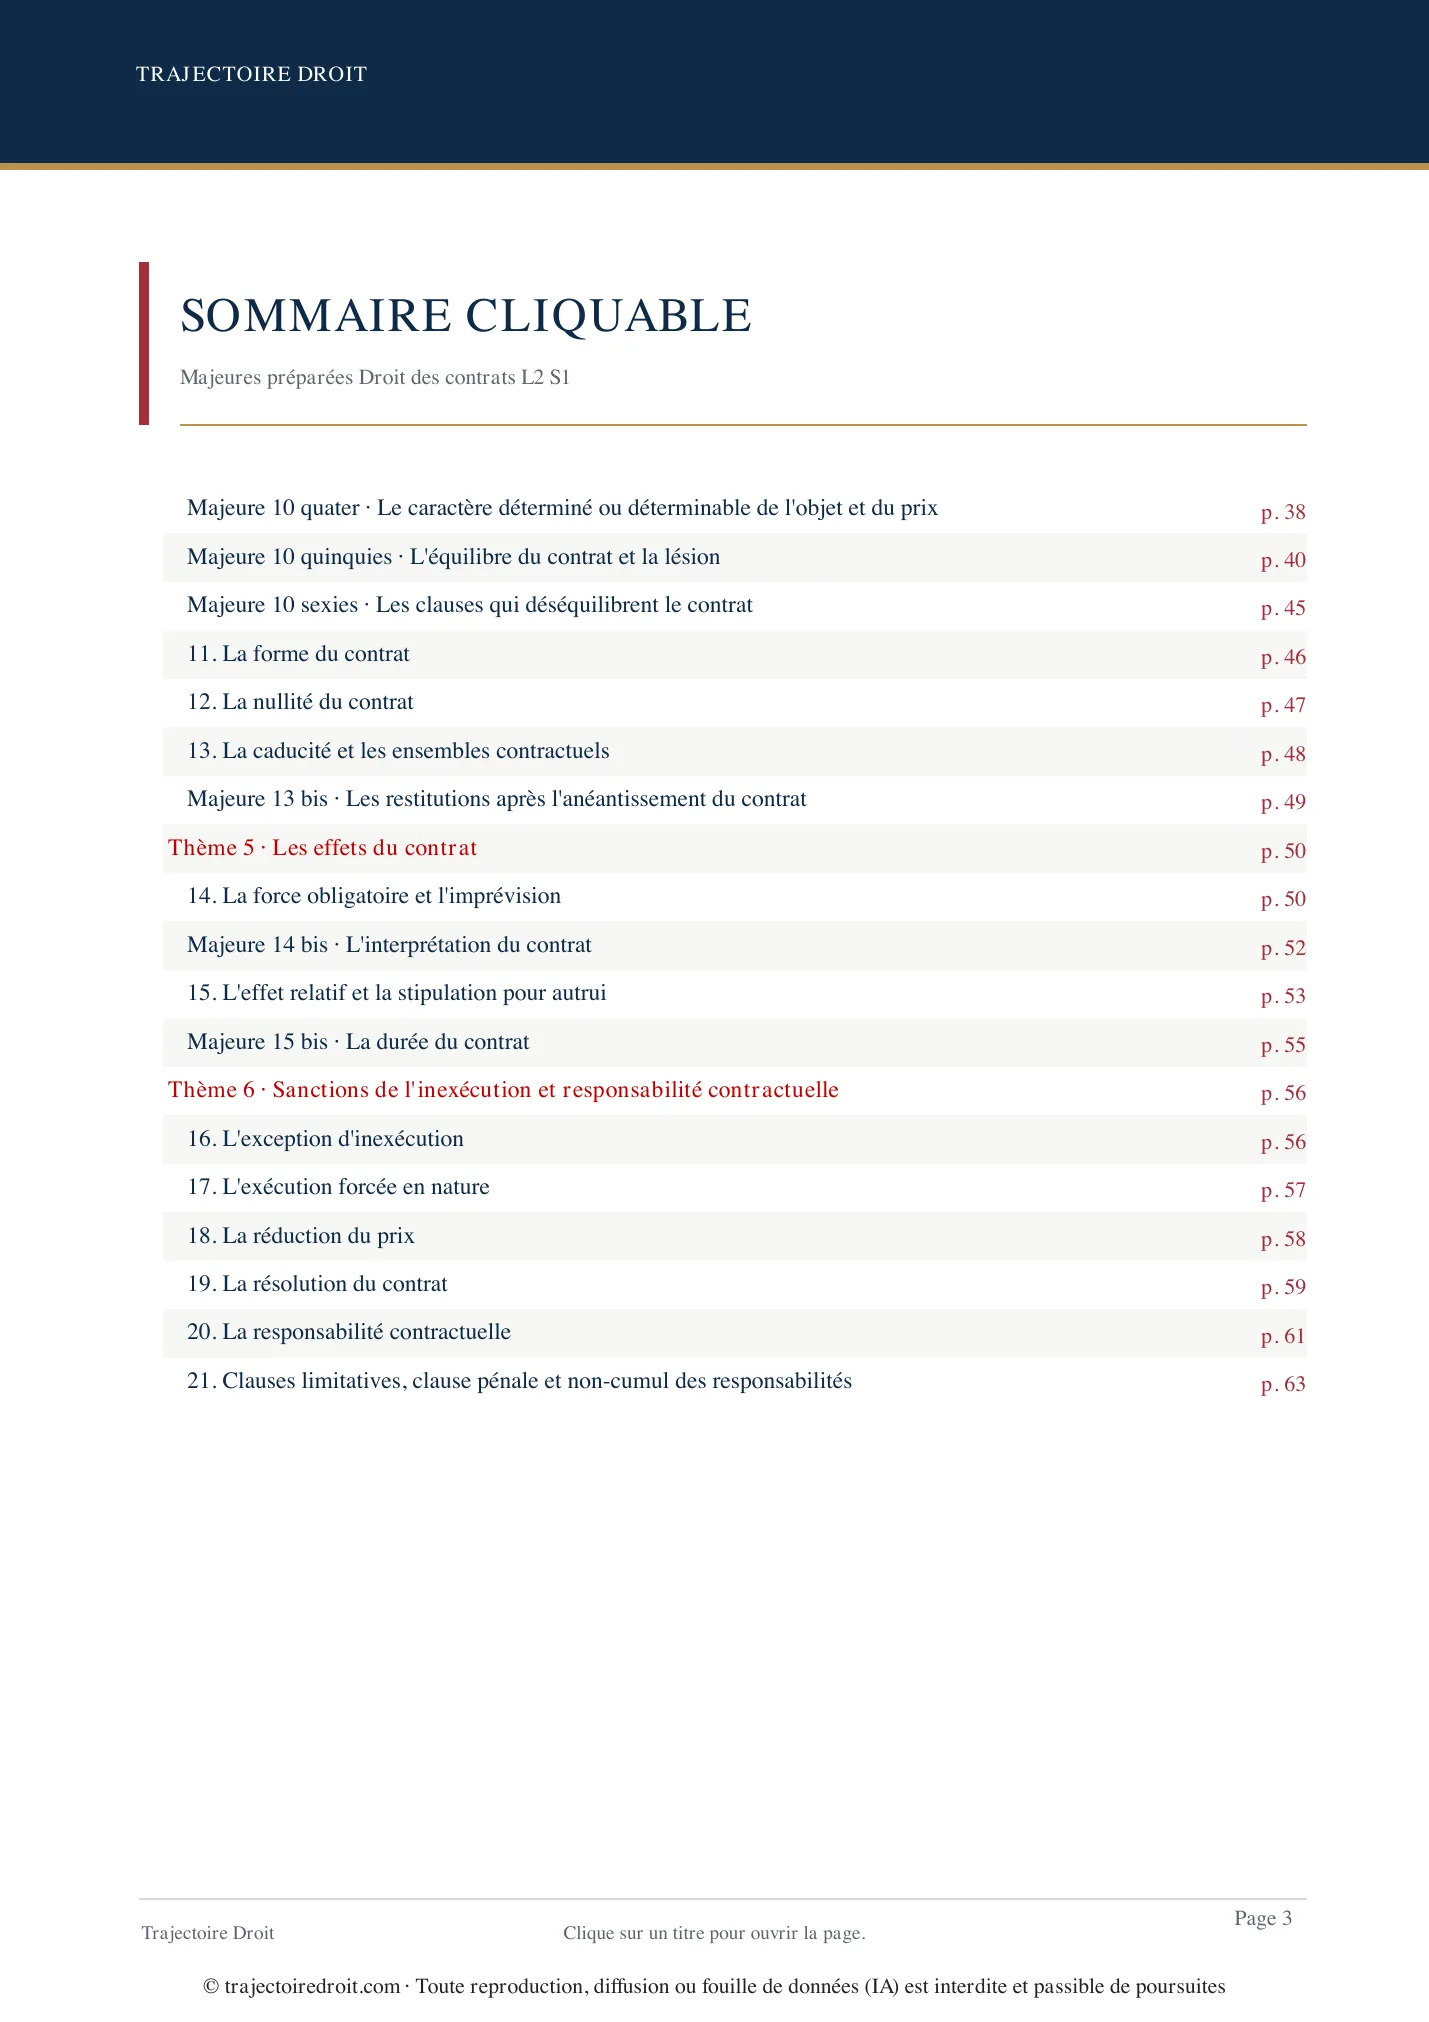 TRAJECTOIRE DROIT
SOMMAIRE CLIQUABLE
Majeures préparées Droit des contrats L2 S1
Majeure 10 quater · Le caractère déterminé ou déterminable de l'objet et du prix p. 38
Majeure 10 quinquies · L'équilibre du contrat et la lésion p. 40
Majeure 10 sexies · Les clauses qui déséquilibrent le contrat p. 45
11. La forme du contrat p. 46
12. La nullité du contrat p. 47
13. La caducité et les ensembles contractuels p. 48
Majeure 13 bis · Les restitutions après l'anéantissement du contrat p. 49
Thème 5 · Les effets du contrat p. 50
14. La force obligatoire et l'imprévision p. 50
Majeure 14 bis · L'interprétation du contrat p. 52
15. L'effet relatif et la stipulation pour autrui p. 53
Majeure 15 bis · La durée du contrat p. 55
Thème 6 · Sanctions de l'inexécution et responsabilité contractuelle p. 56
16. L'exception d'inexécution p. 56
17. L'exécution forcée en nature p. 57
18. La réduction du prix p. 58
19. La résolution du contrat p. 59
20. La responsabilité contractuelle p. 61
21. Clauses limitatives, clause pénale et non-cumul des responsabilités p. 63
Trajectoire Droit Clique sur un titre pour ouvrir la page. Page 3
© trajectoiredroit.com · Toute reproduction, diffusion ou fouille de données (IA) est interdite et passible de poursuites